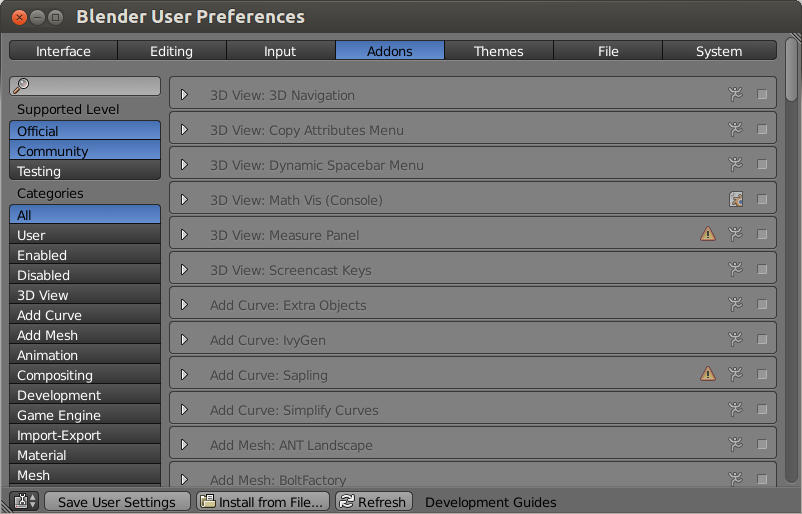 Blender User Preferences
Interface Editing Input Addons Themes File System
Supported Level
Official
Community
Testing
Categories
All
User
Enabled
Disabled
3D View
Add Curve
Add Mesh
Animation
Compositing
Development
Game Engine
Import-Export
Material
Mesh
3D View: 3D Navigation
3D View: Copy Attributes Menu
3D View: Dynamic Spacebar Menu
3D View: Math Vis (Console)
3D View: Measure Panel
3D View: Screencast Keys
Add Curve: Extra Objects
Add Curve: IvyGen
Add Curve: Sapling
Add Curve: Simplify Curves
Add Mesh: ANT Landscape
Add Mesh: BoltFactory
Save User Settings Install from File... Refresh Development Guides